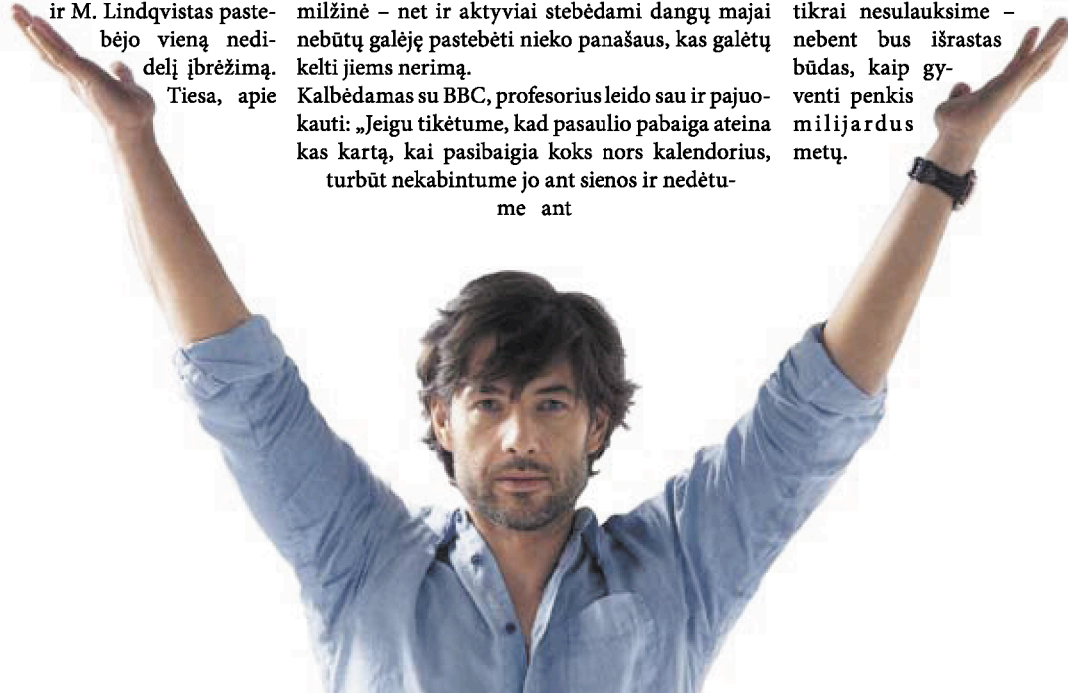 ir M. Lindqvistas paste-
bėjo vieną nedi-
delį įbrėžimą.
Tiesa, apie
milžinė – net ir aktyviai stebėdami dangų majai
nebūtų galėję pastebėti nieko panašaus, kas galėtų
kelti jiems nerimą.
Kalbėdamas su BBC, profesorius leido sau ir pajuo-
kauti: „Jeigu tikėtume, kad pasaulio pabaiga ateina
kas kartą, kai pasibaigia koks nors kalendorius,
turbūt nekabintume jo ant sienos ir nedėtu-
me ant
tikrai nesulauksime –
nebent bus išrastas
būdas, kaip gy-
venti penkis
milijardus
metų.